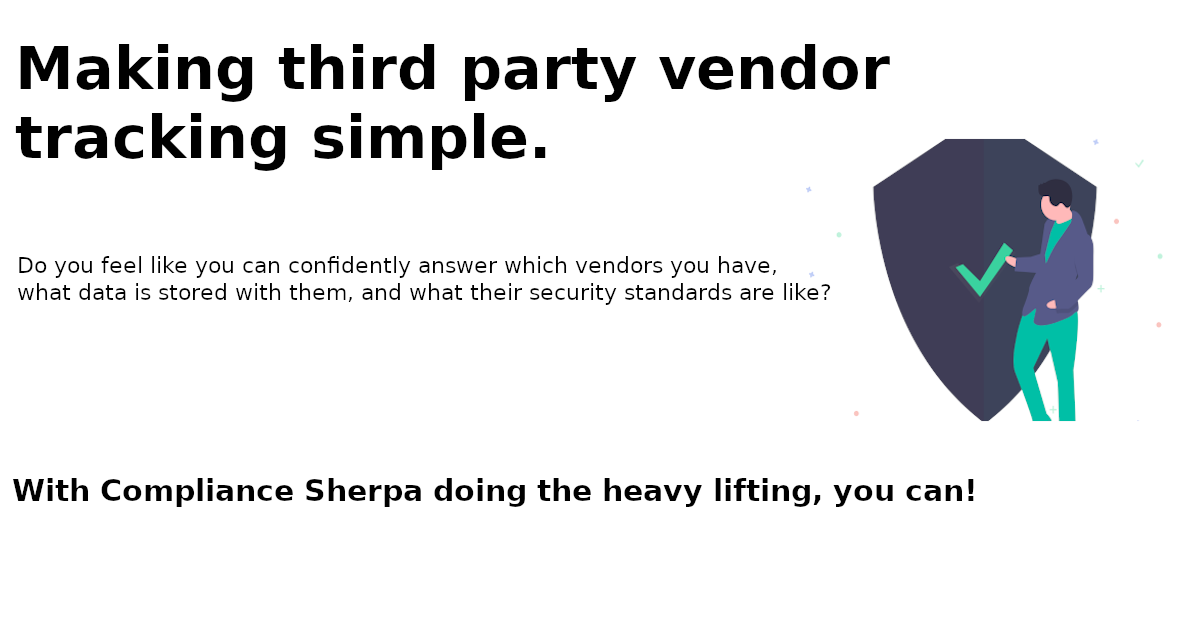 Making third party vendor
tracking simple.
Do you feel like you can confidently answer which vendors you have,
what data is stored with them, and what their security standards are like?
With Compliance Sherpa doing the heavy lifting, you can!